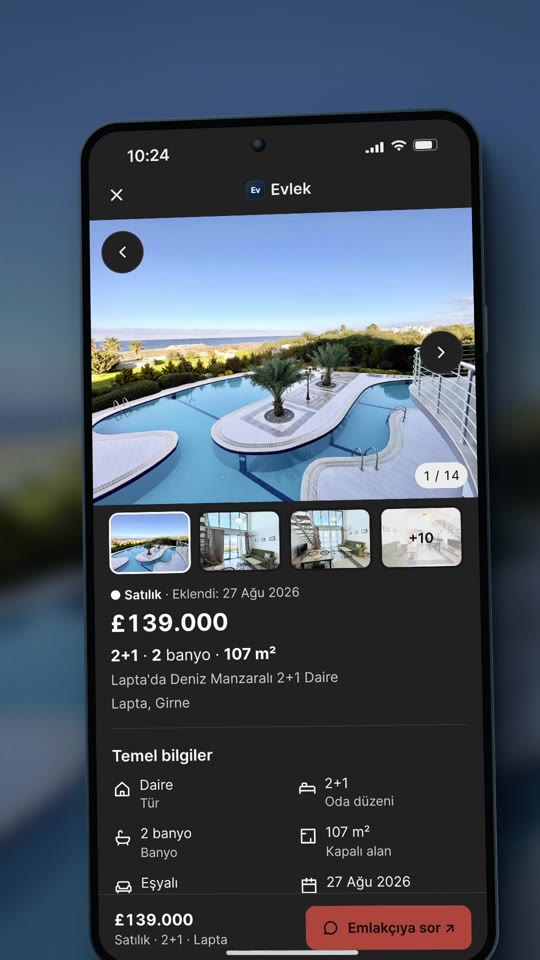 10:24
Ev Evlek
1 / 14
+10
Satılık · Eklendi: 27 Ağu 2026
£139.000
2+1 · 2 banyo · 107 m²
Lapta'da Deniz Manzaralı 2+1 Daire
Lapta, Girne
Temel bilgiler
Daire
Tür
2+1
Oda düzeni
2 banyo
Banyo
107 m²
Kapalı alan
Eşyalı
27 Ağu 2026
£139.000
Satılık · 2+1 · Lapta
Emlakçıya sor ↗